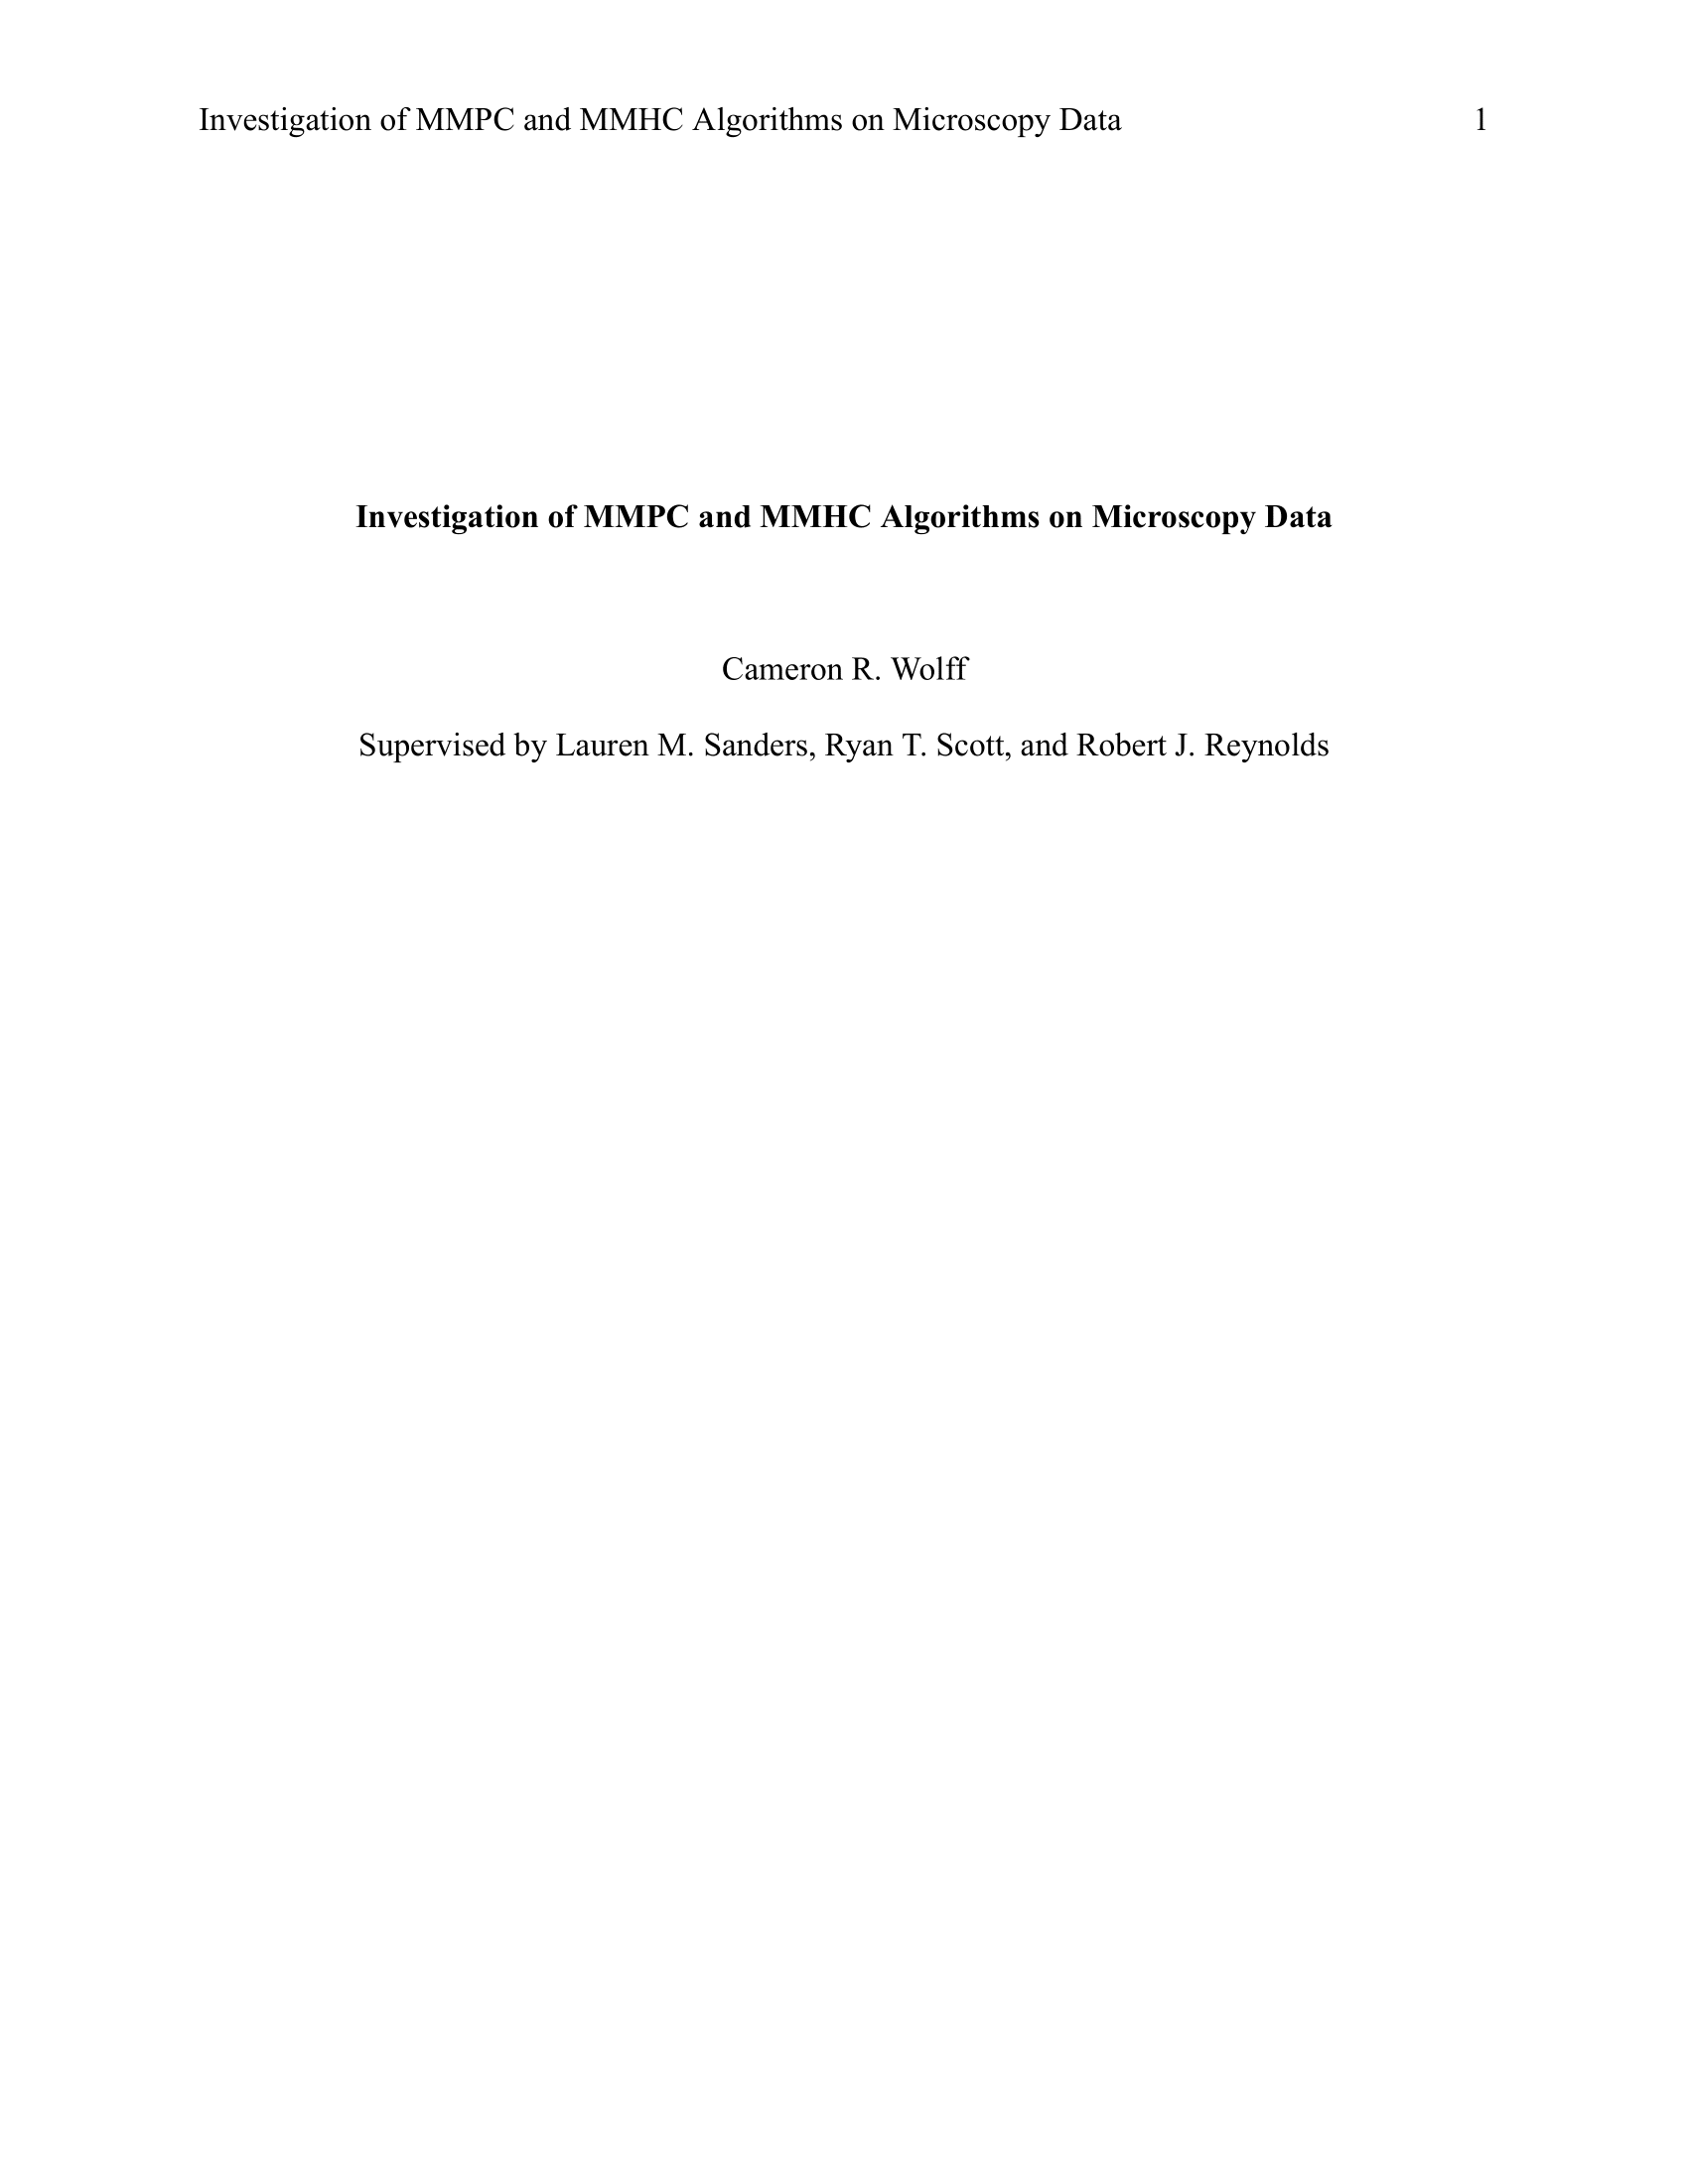 Investigation of MMPC and MMHC Algorithms on Microscopy Data 1
Investigation of MMPC and MMHC Algorithms on Microscopy Data
Cameron R. Wolff
Supervised by Lauren M. Sanders, Ryan T. Scott, and Robert J. Reynolds